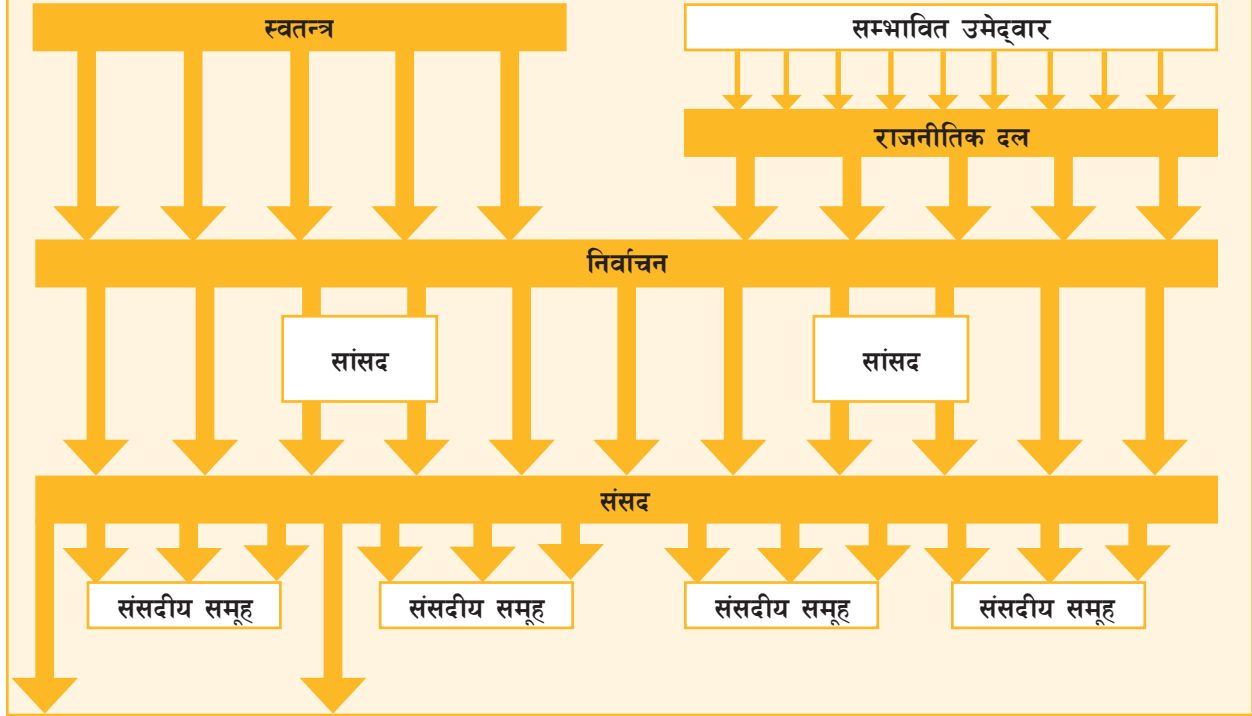 स्वतन्त्र
सम्भावित उमेद्‌वार
राजनीतिक दल
निर्वाचन
सांसद
सांसद
संसद
संसदीय समूह
संसदीय समूह
संसदीय समूह
संसदीय समूह